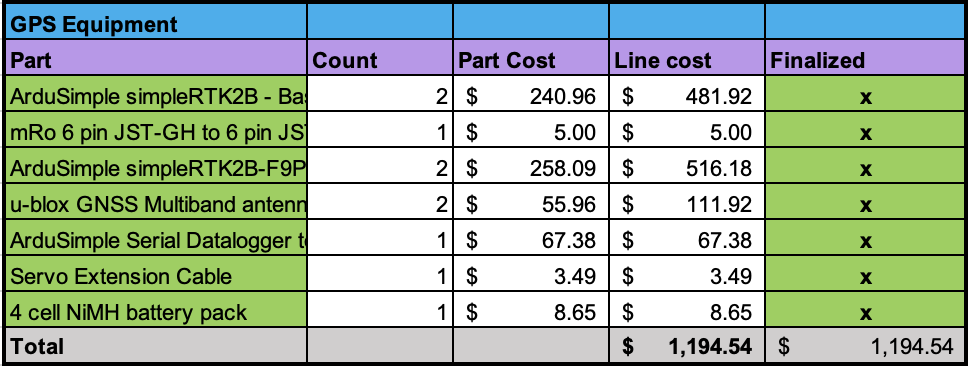 GPS Equipment
Part Count Part Cost Line cost Finalized
ArduSimple simpleRTK2B - Bas 2 $ 240.96 $ 481.92 x
mRo 6 pin JST-GH to 6 pin JST 1 $ 5.00 $ 5.00 x
ArduSimple simpleRTK2B-F9P 2 $ 258.09 $ 516.18 x
u-blox GNSS Multiband antenn 2 $ 55.96 $ 111.92 x
ArduSimple Serial Datalogger to 1 $ 67.38 $ 67.38 x
Servo Extension Cable 1 $ 3.49 $ 3.49 x
4 cell NiMH battery pack 1 $ 8.65 $ 8.65 x
Total $ 1,194.54 $ 1,194.54